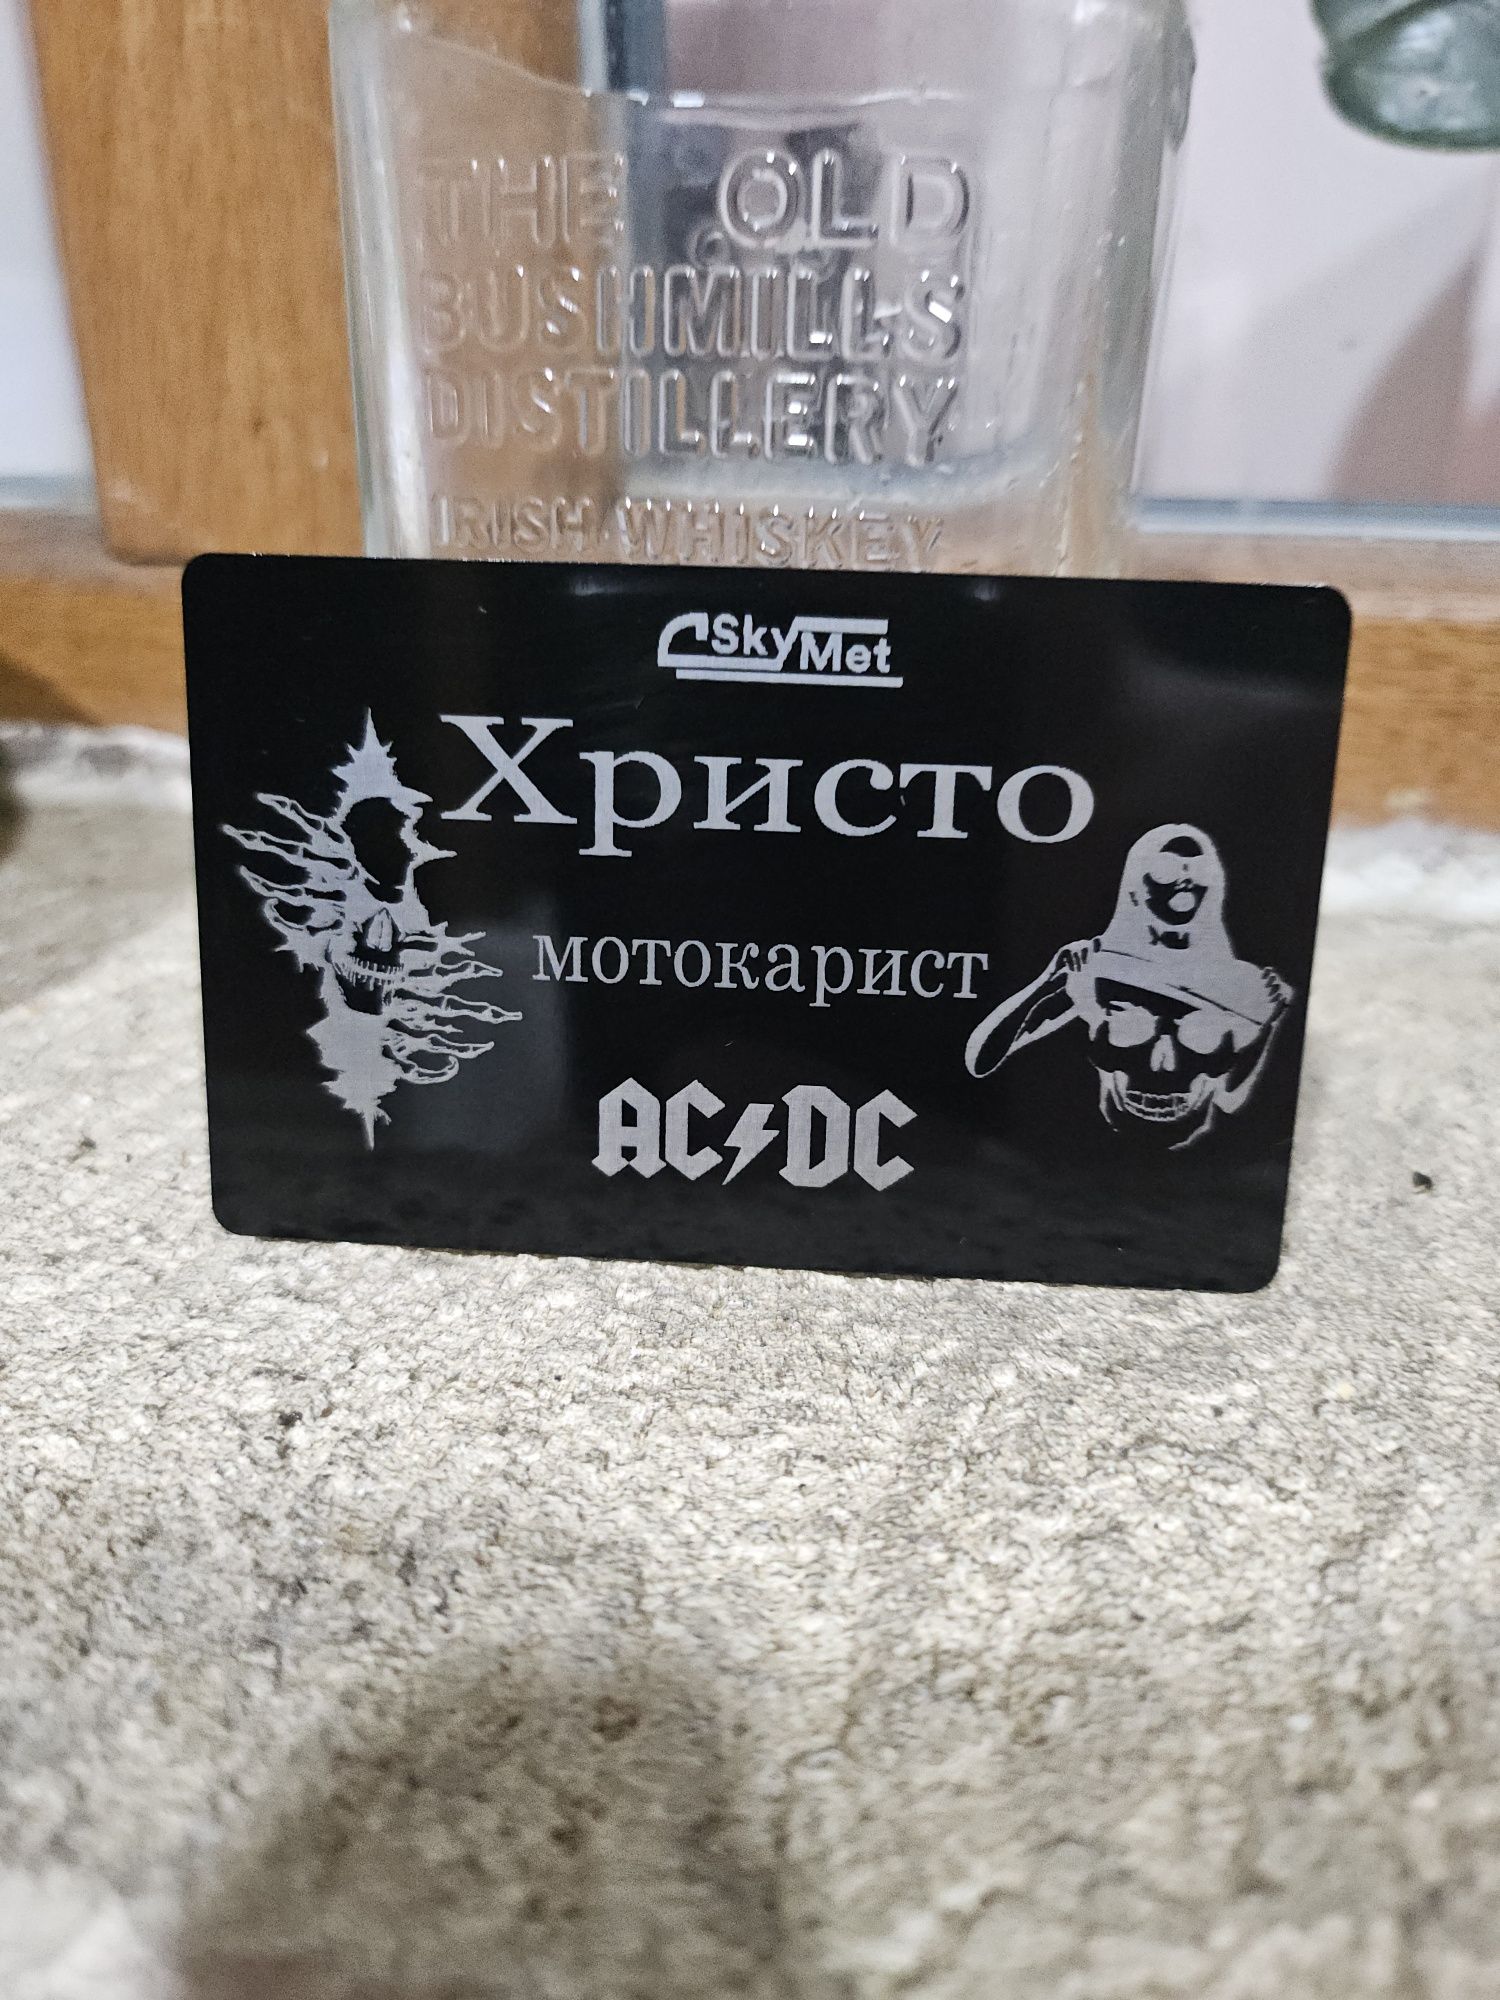 THE OLD
BUSHMILLS
DISTILLERY
IRISH WHISKEY
SkyMet
Христо
мотокарист
AC⚡DC